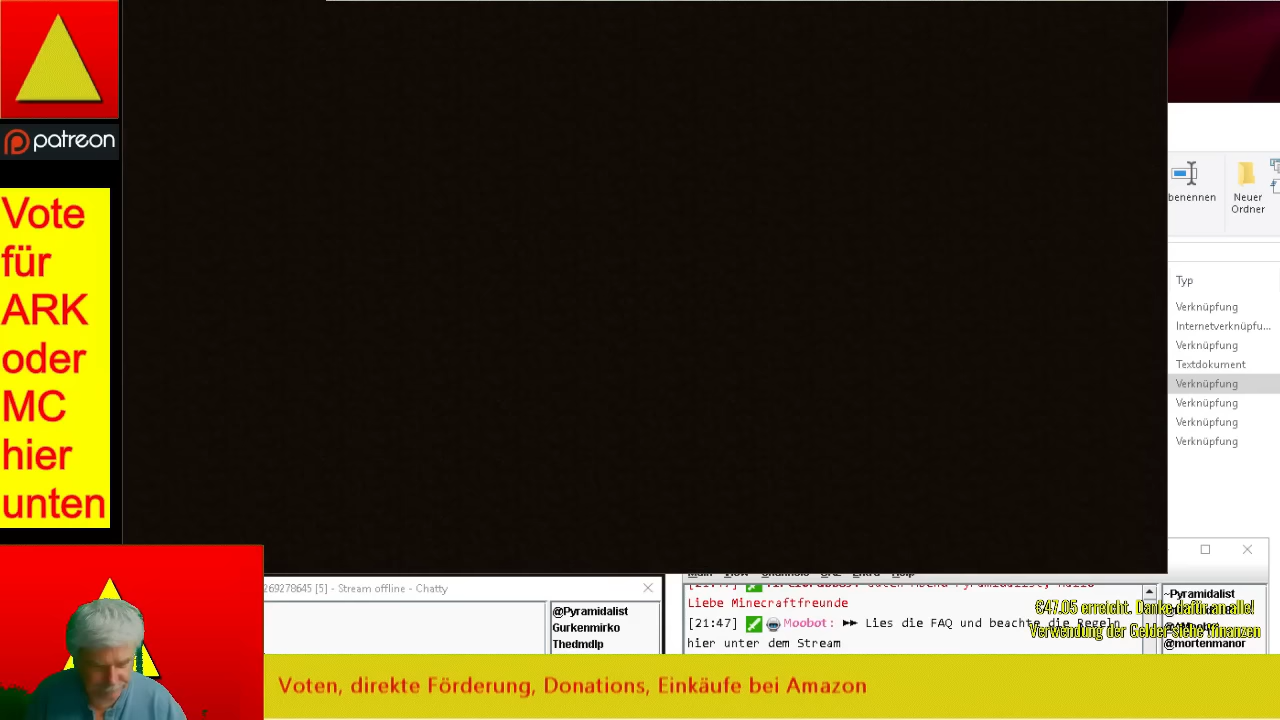 patreon
Vote
für
ARK
oder
MC
hier
unten
benennen
Neuer
Ordner
Typ
Verknüpfung
Internetverknüpfu...
Verknüpfung
Textdokument
Verknüpfung
Verknüpfung
Verknüpfung
Verknüpfung
269278645 [5] - Stream offline - Chatty
@Pyramidalist
Gurkenmirko
Thedmdlp
Liebe Minecraftfreunde
[21:47] Moobot: ►► Lies die FAQ und beachte die Regeln
hier unter dem Stream
~Pyramidalist
@mortenmanor
€47.05 erreicht. Danke dafür an alle!
Verwendung der Gelder siehe !finanzen
Voten, direkte Förderung, Donations, Einkäufe bei Amazon